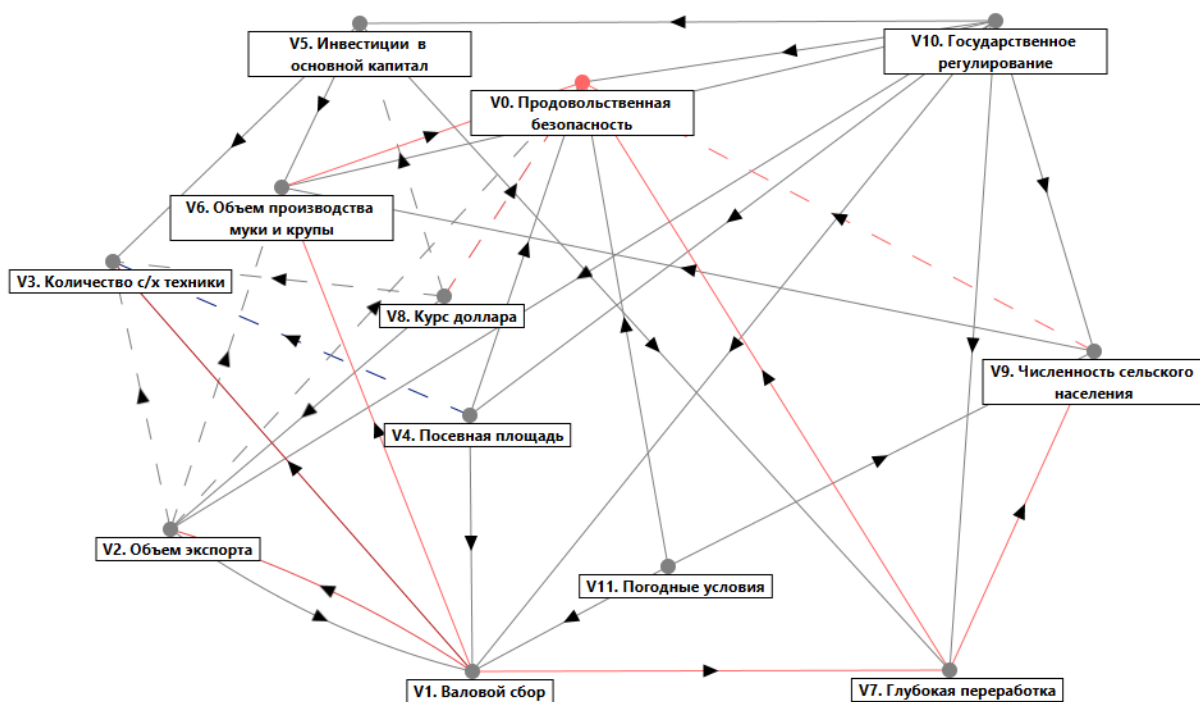 V5. Инвестиции в
основной капитал
V10. Государственное
регулирование
V0. Продовольственная
безопасность
V6. Объем производства
муки и крупы
V3. Количество с/х техники
V8. Курс доллара
V9. Численность сельского
населения
V4. Посевная площадь
V2. Объем экспорта
V11. Погодные условия
V1. Валовой сбор
V7. Глубокая переработка